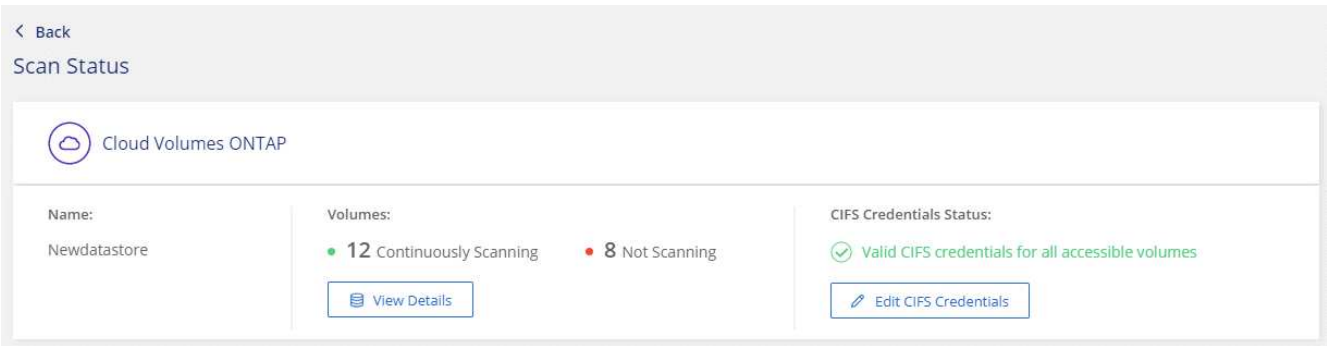 Back
Scan Status
Cloud Volumes ONTAP
Name:
Newdatastore
Volumes:
12 Continuously Scanning
8 Not Scanning
View Details
CIFS Credentials Status:
Valid CIFS credentials for all accessible volumes
Edit CIFS Credentials